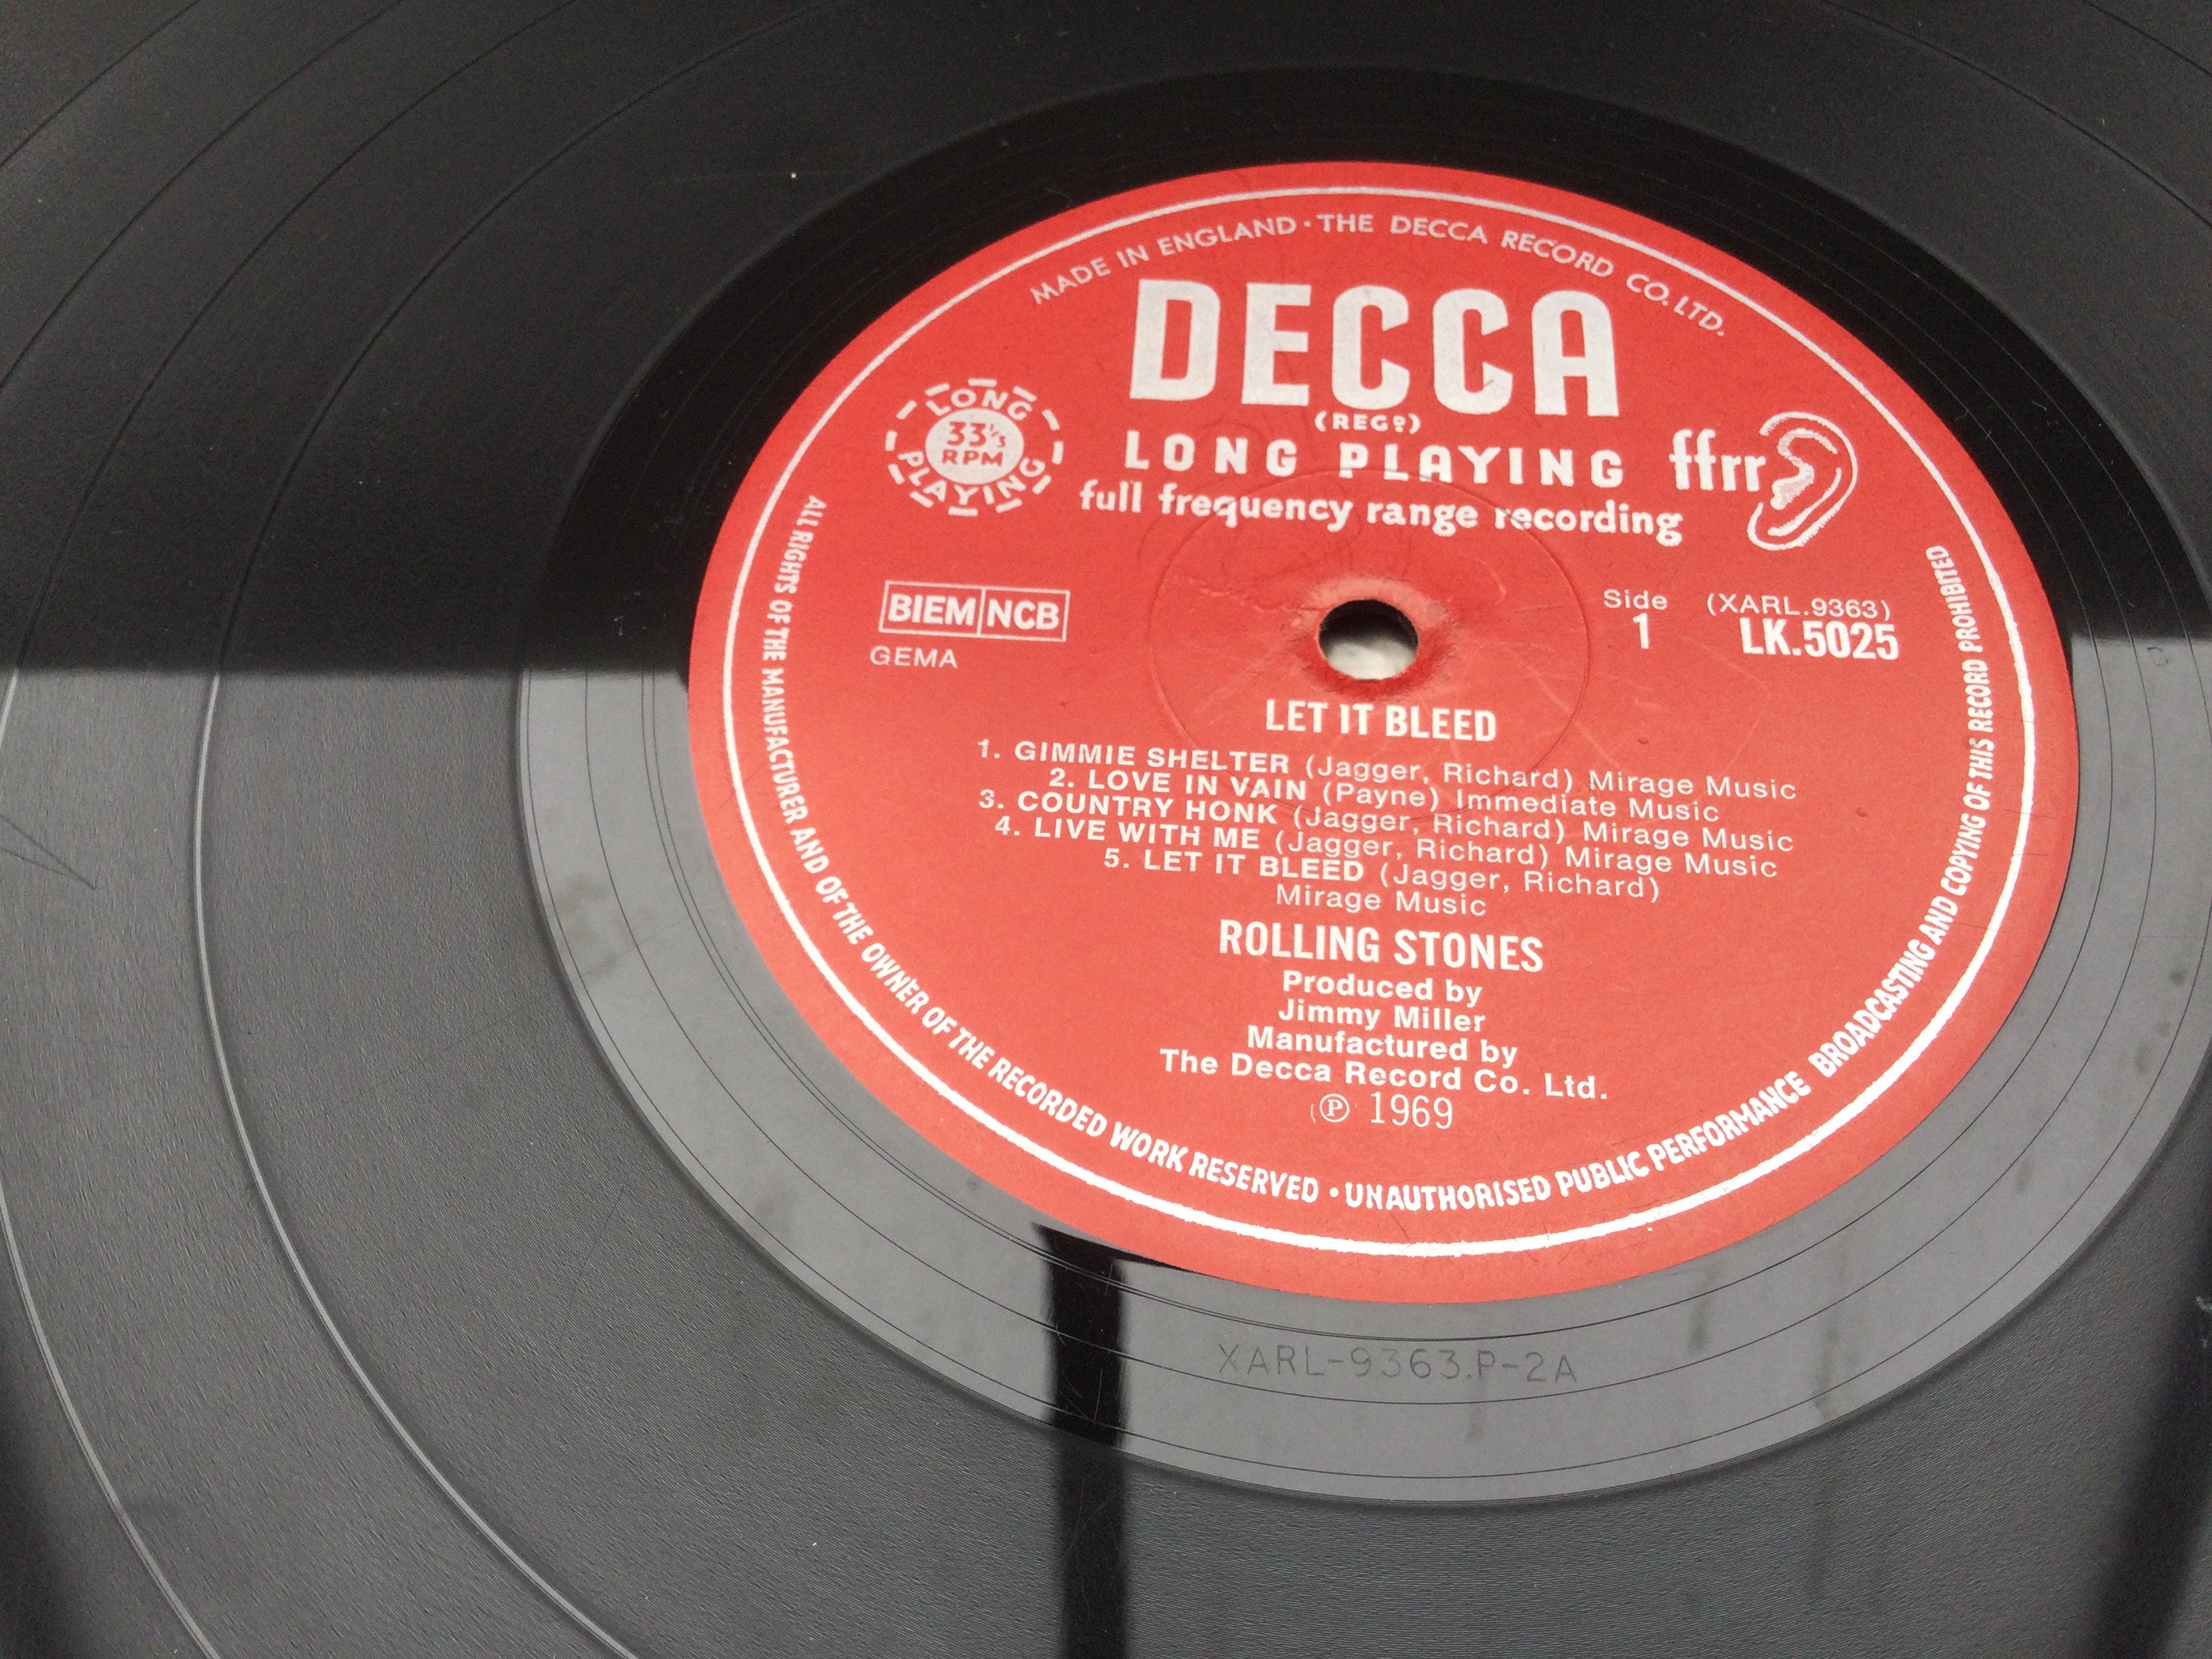 MADE IN ENGLAND · THE DECCA RECORD CO. LTD.
DECCA
(REGD)
LONG PLAYING
33⅓
RPM
LONG PLAYING
ffrr
full frequency range recording
BIEM NCB
GEMA
Side
1
(XARL.9363)
LK.5025
LET IT BLEED
1. GIMMIE SHELTER (Jagger, Richard) Mirage Music
2. LOVE IN VAIN (Payne) Immediate Music
3. COUNTRY HONK (Jagger, Richard) Mirage Music
4. LIVE WITH ME (Jagger, Richard) Mirage Music
5. LET IT BLEED (Jagger, Richard)
Mirage Music
ROLLING STONES
Produced by
Jimmy Miller
Manufactured by
The Decca Record Co. Ltd.
℗ 1969
ALL RIGHTS OF THE MANUFACTURER AND OF THE OWNER OF THE RECORDED WORK RESERVED · UNAUTHORISED PUBLIC PERFORMANCE BROADCASTING AND COPYING OF THIS RECORD PROHIBITED
XARL-9363.P-2A